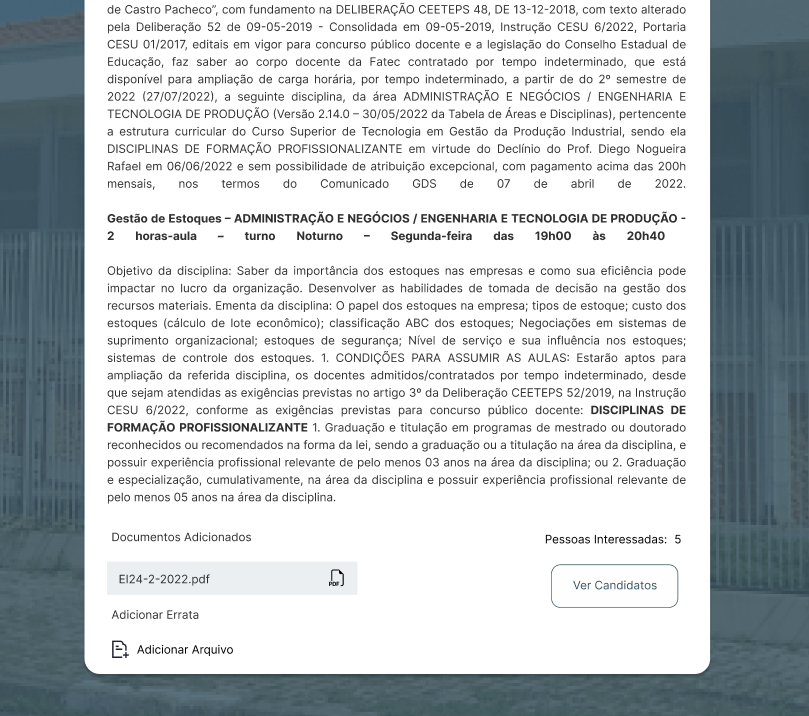 de Castro Pacheco”, com fundamento na DELIBERAÇÃO CEETEPS 48, DE 13-12-2018, com texto alterado
pela Deliberação 52 de 09-05-2019 - Consolidada em 09-05-2019, Instrução CESU 6/2022, Portaria
CESU 01/2017, editais em vigor para concurso público docente e a legislação do Conselho Estadual de
Educação, faz saber ao corpo docente da Fatec contratado por tempo indeterminado, que está
disponível para ampliação de carga horária, por tempo indeterminado, a partir de do 2º semestre de
2022 (27/07/2022), a seguinte disciplina, da área ADMINISTRAÇÃO E NEGÓCIOS / ENGENHARIA E
TECNOLOGIA DE PRODUÇÃO (Versão 2.14.0 – 30/05/2022 da Tabela de Áreas e Disciplinas), pertencente
a estrutura curricular do Curso Superior de Tecnologia em Gestão da Produção Industrial, sendo ela
DISCIPLINAS DE FORMAÇÃO PROFISSIONALIZANTE em virtude do Declínio do Prof. Diego Nogueira
Rafael em 06/06/2022 e sem possibilidade de atribuição excepcional, com pagamento acima das 200h
mensais, nos termos do Comunicado GDS de 07 de abril de 2022.
Gestão de Estoques – ADMINISTRAÇÃO E NEGÓCIOS / ENGENHARIA E TECNOLOGIA DE PRODUÇÃO -
2 horas-aula – turno Noturno – Segunda-feira das 19h00 às 20h40
Objetivo da disciplina: Saber da importância dos estoques nas empresas e como sua eficiência pode
impactar no lucro da organização. Desenvolver as habilidades de tomada de decisão na gestão dos
recursos materiais. Ementa da disciplina: O papel dos estoques na empresa; tipos de estoque; custo dos
estoques (cálculo de lote econômico); classificação ABC dos estoques; Negociações em sistemas de
suprimento organizacional; estoques de segurança; Nível de serviço e sua influência nos estoques;
sistemas de controle dos estoques. 1. CONDIÇÕES PARA ASSUMIR AS AULAS: Estarão aptos para
ampliação da referida disciplina, os docentes admitidos/contratados por tempo indeterminado, desde
que sejam atendidas as exigências previstas no artigo 3º da Deliberação CEETEPS 52/2019, na Instrução
CESU 6/2022, conforme as exigências previstas para concurso público docente: DISCIPLINAS DE
FORMAÇÃO PROFISSIONALIZANTE 1. Graduação e titulação em programas de mestrado ou doutorado
reconhecidos ou recomendados na forma da lei, sendo a graduação ou a titulação na área da disciplina, e
possuir experiência profissional relevante de pelo menos 03 anos na área da disciplina; ou 2. Graduação
e especialização, cumulativamente, na área da disciplina e possuir experiência profissional relevante de
pelo menos 05 anos na área da disciplina.
Documentos Adicionados
Pessoas Interessadas: 5
EI24-2-2022.pdf
PDF
Ver Candidatos
Adicionar Errata
Adicionar Arquivo